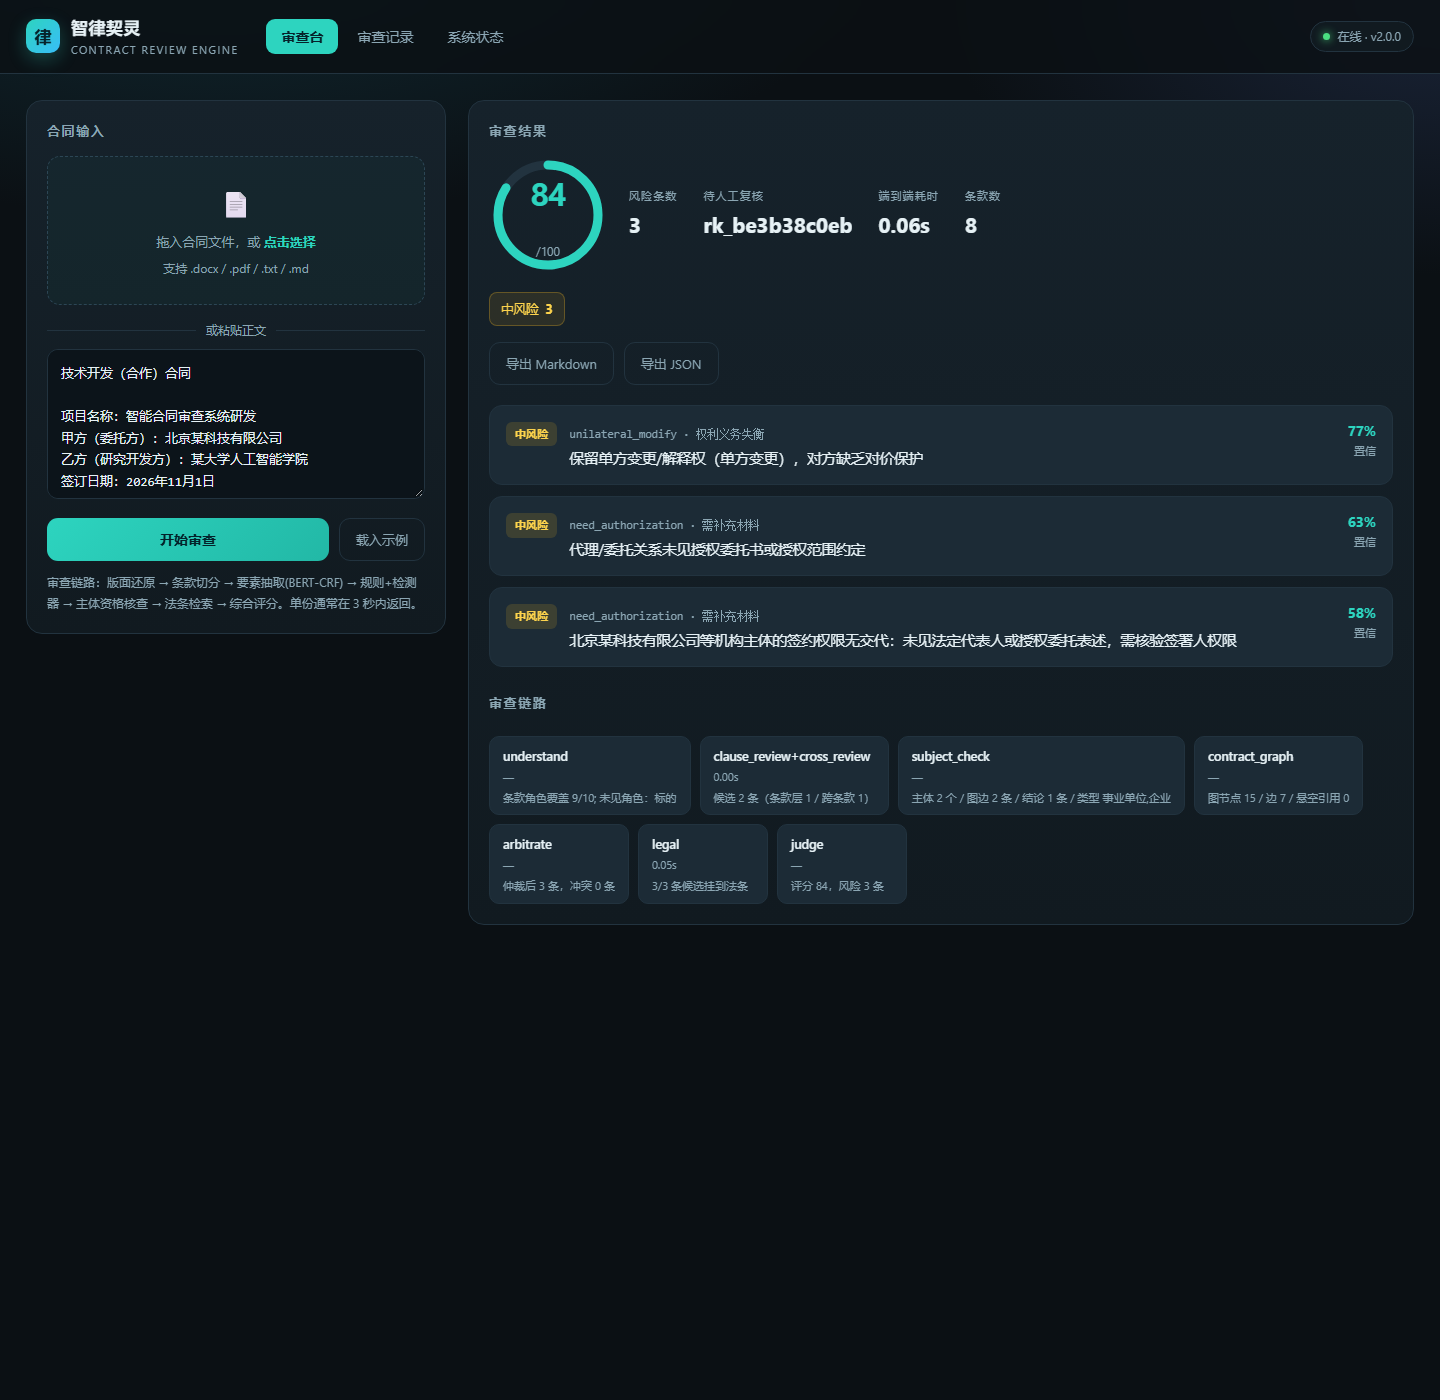 律
智律契灵
CONTRACT REVIEW ENGINE
审查台
审查记录
系统状态
在线 · v2.0.0
合同输入
拖入合同文件，或 点击选择
支持 .docx / .pdf / .txt / .md
或粘贴正文
技术开发（合作）合同
项目名称：智能合同审查系统研发
甲方（委托方）：北京某科技有限公司
乙方（研究开发方）：某大学人工智能学院
签订日期：2026年11月1日
开始审查
载入示例
审查链路：版面还原 → 条款切分 → 要素抽取(BERT-CRF) → 规则+检测
器 → 主体资格核查 → 法条检索 → 综合评分。单份通常在 3 秒内返回。
审查结果
84
/100
风险条数
3
待人工复核
rk_be3b38c0eb
端到端耗时
0.06s
条款数
8
中风险 3
导出 Markdown
导出 JSON
中风险
unilateral_modify · 权利义务失衡
保留单方变更/解释权（单方变更），对方缺乏对价保护
77%
置信
中风险
need_authorization · 需补充材料
代理/委托关系未见授权委托书或授权范围约定
63%
置信
中风险
need_authorization · 需补充材料
北京某科技有限公司等机构主体的签约权限无交代：未见法定代表人或授权委托表述，需核验签署人权限
58%
置信
审查链路
understand
—
条款角色覆盖 9/10; 未见角色：标的
clause_review+cross_review
0.00s
候选 2 条（条款层 1 / 跨条款 1）
subject_check
—
主体 2 个 / 图边 2 条 / 结论 1 条 / 类型 事业单位,企业
contract_graph
—
图节点 15 / 边 7 / 悬空引用 0
arbitrate
—
仲裁后 3 条，冲突 0 条
legal
0.05s
3/3 条候选挂到法条
judge
—
评分 84，风险 3 条